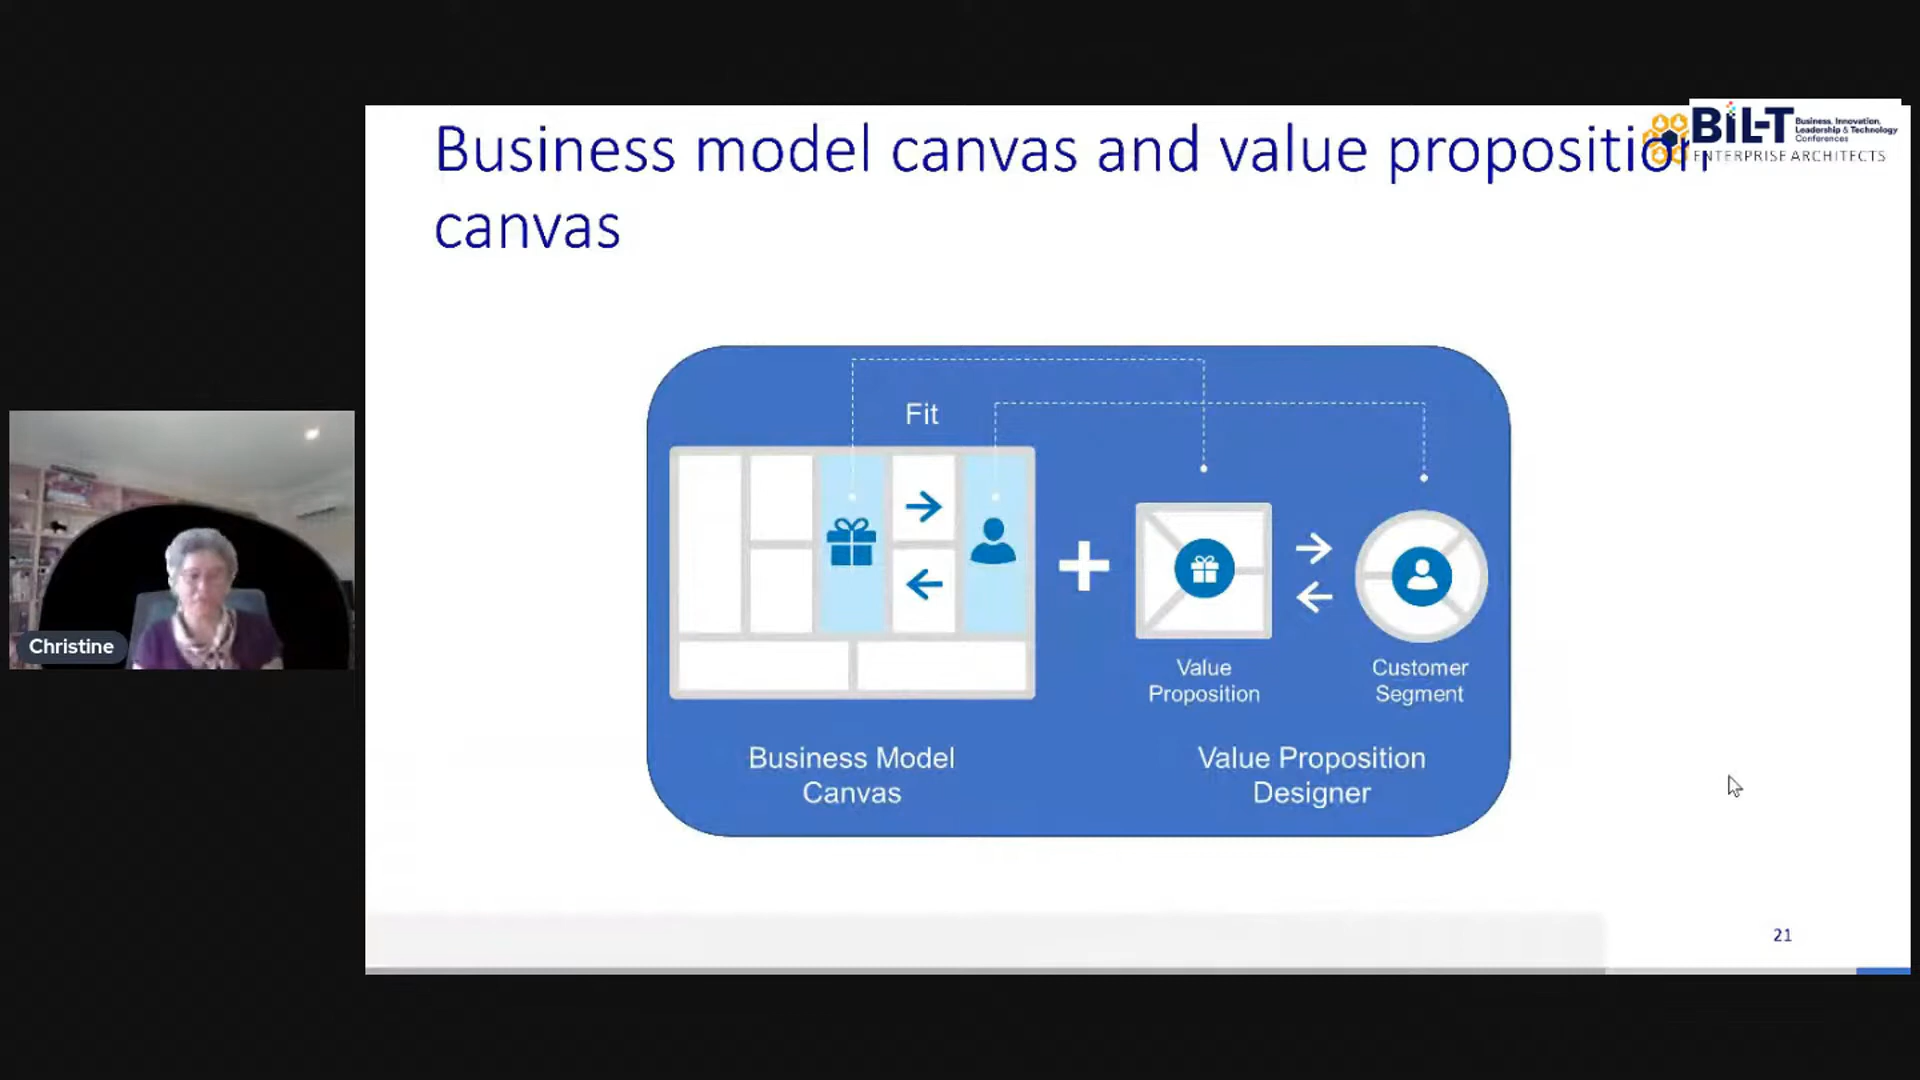 Business model canvas and value proposition
canvas
BiL-T
Business, Innovation,
Leadership & Technology
Conferences
ENTERPRISE ARCHITECTS
Fit
Value
Proposition
Customer
Segment
Business Model
Canvas
Value Proposition
Designer
Christine
21